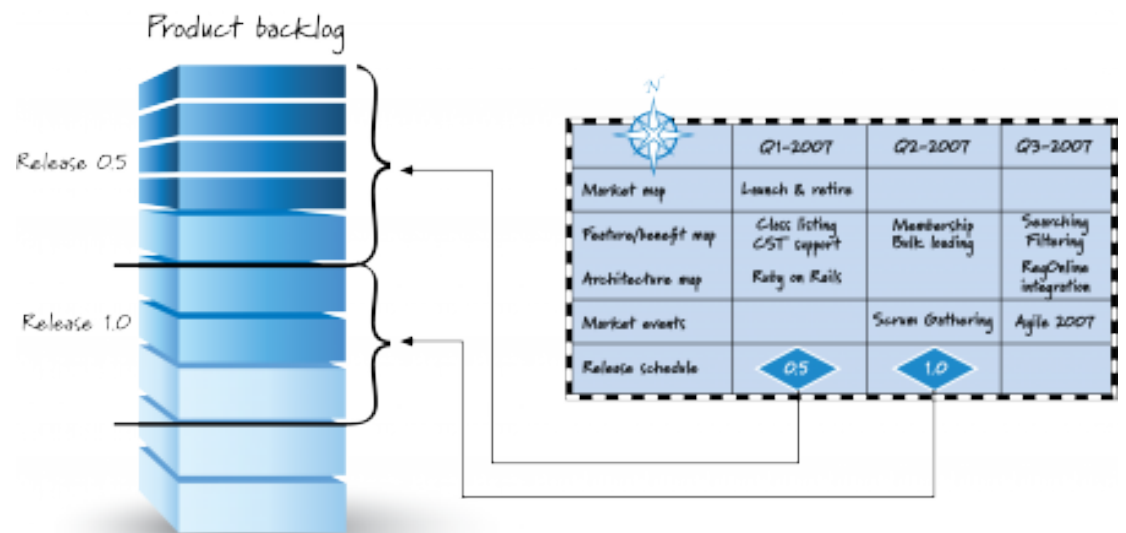 Product backlog
Release 0.5
Release 1.0
N
Q1-2007 Q2-2007 Q3-2007
Market map Launch & retire
Feature/benefit map Class listing Membership Searching
CST support Bulk loading Filtering
Architecture map Ruby on Rails RegOnline
integration
Market events Scrum Gathering Agile 2007
Release schedule 0.5 1.0